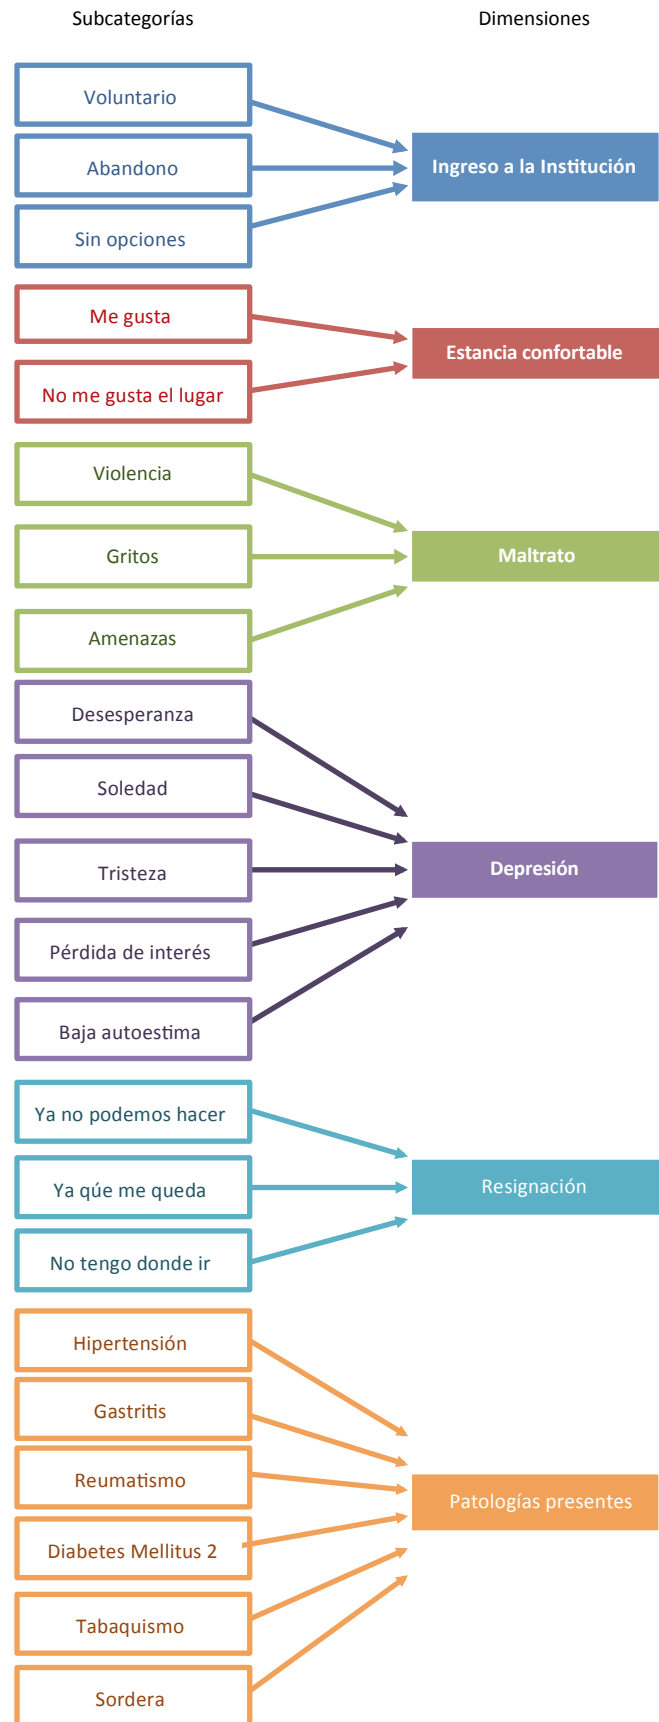 Subcategorías
Dimensiones
Voluntario
Abandono
Sin opciones
Ingreso a la Institución
Me gusta
No me gusta el lugar
Estancia confortable
Violencia
Gritos
Amenazas
Maltrato
Desesperanza
Soledad
Tristeza
Pérdida de interés
Baja autoestima
Depresión
Ya no podemos hacer
Ya qúe me queda
No tengo donde ir
Resignación
Hipertensión
Gastritis
Reumatismo
Diabetes Mellitus 2
Tabaquismo
Sordera
Patologías presentes